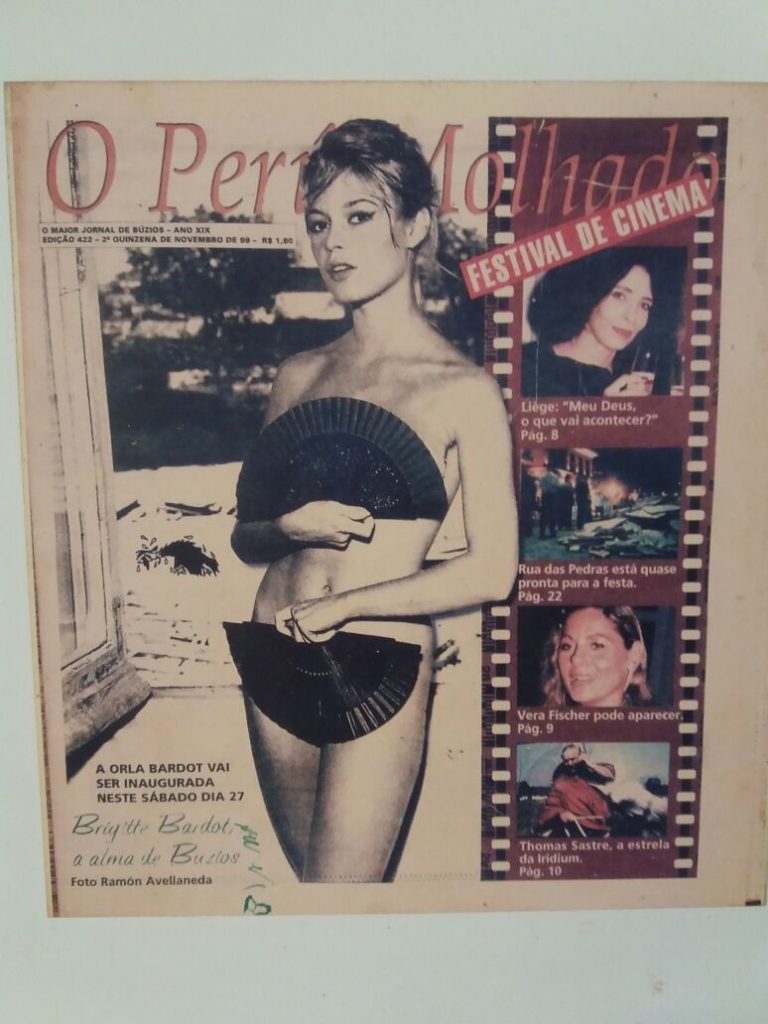 O Perú Molhado
O MAIOR JORNAL DE BÚZIOS - ANO XIX
EDIÇÃO 422 - 2ª QUINZENA DE NOVEMBRO DE 99 - R$ 1,80
FESTIVAL DE CINEMA
Liège: "Meu Deus,
o que vai acontecer?"
Pág. 8
Rua das Pedras está quase
pronta para a festa.
Pág. 22
Vera Fischer pode aparecer.
Pág. 9
Thomas Sastre, a estrela
da Iridium.
Pág. 10
A ORLA BARDOT VAI
SER INAUGURADA
NESTE SÁBADO DIA 27
Brigitte Bardot,
a alma de Buzios
Foto Ramón Avellaneda